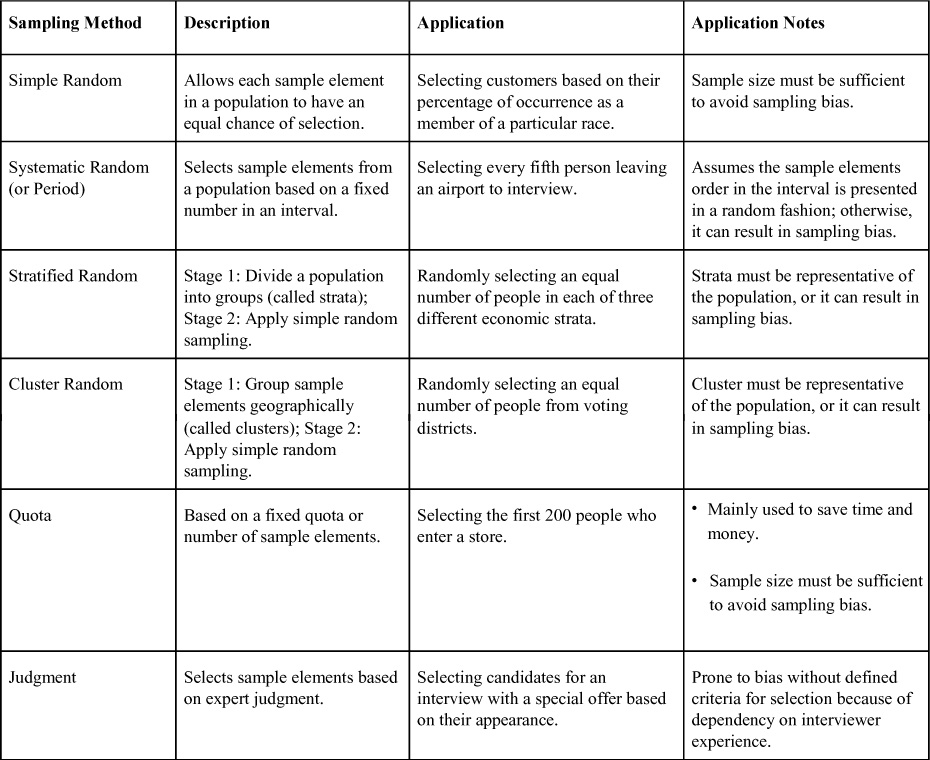 Sampling Method
Description
Application
Application Notes
Simple Random
Allows each sample element
in a population to have an
equal chance of selection.
Selecting customers based on their
percentage of occurrence as a
member of a particular race.
Sample size must be sufficient
to avoid sampling bias.
Systematic Random
(or Period)
Selects sample elements from
a population based on a fixed
number in an interval.
Selecting every fifth person leaving
an airport to interview.
Assumes the sample elements
order in the interval is presented
in a random fashion; otherwise,
it can result in sampling bias.
Stratified Random
Stage 1: Divide a population
into groups (called strata);
Stage 2: Apply simple random
sampling.
Randomly selecting an equal
number of people in each of three
different economic strata.
Strata must be representative of
the population, or it can result in
sampling bias.
Cluster Random
Stage 1: Group sample
elements geographically
(called clusters); Stage 2:
Apply simple random
sampling.
Randomly selecting an equal
number of people from voting
districts.
Cluster must be representative
of the population, or it can result
in sampling bias.
Quota
Based on a fixed quota or
number of sample elements.
Selecting the first 200 people who
enter a store.
• Mainly used to save time and
money.
• Sample size must be sufficient
to avoid sampling bias.
Judgment
Selects sample elements based
on expert judgment.
Selecting candidates for an
interview with a special offer based
on their appearance.
Prone to bias without defined
criteria for selection because of
dependency on interviewer
experience.